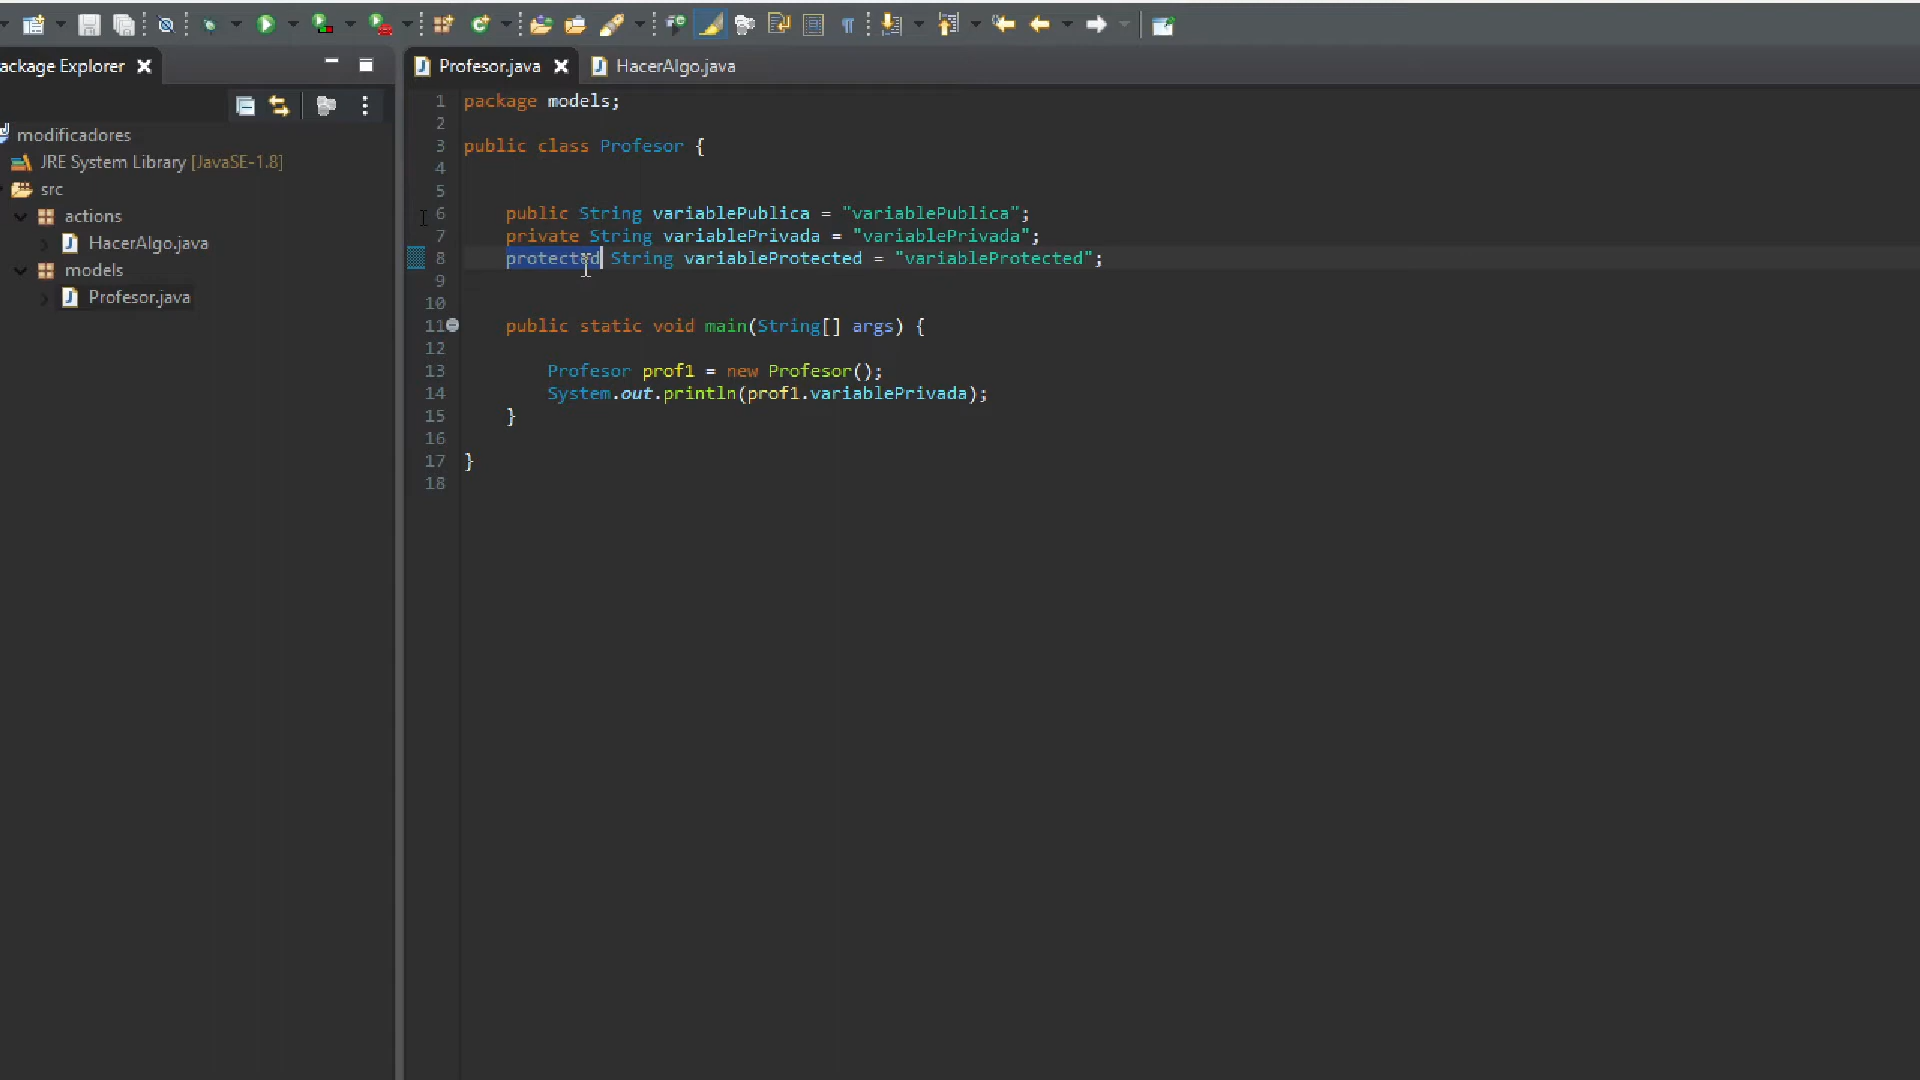 ackage Explorer
modificadores
JRE System Library [JavaSE-1.8]
src
actions
HacerAlgo.java
models
Profesor.java
Profesor.java
HacerAlgo.java
1 package models;
2
3 public class Profesor {
4
5
6 public String variablePublica = "variablePublica";
7 private String variablePrivada = "variablePrivada";
8 protected String variableProtected = "variableProtected";
9
10
11 public static void main(String[] args) {
12
13 Profesor prof1 = new Profesor();
14 System.out.println(prof1.variablePrivada);
15 }
16
17 }
18